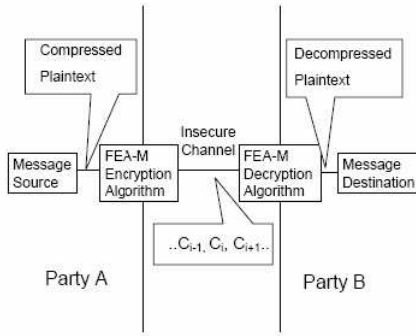 Compressed
Plaintext
Decompressed
Plaintext
Insecure
Channel
Message
Source
FEA-M
Encryption
Algorithm
FEA-M
Decryption
Algorithm
Message
Destination
..Cᵢ₋₁, Cᵢ, Cᵢ₊₁..
Party A
Party B